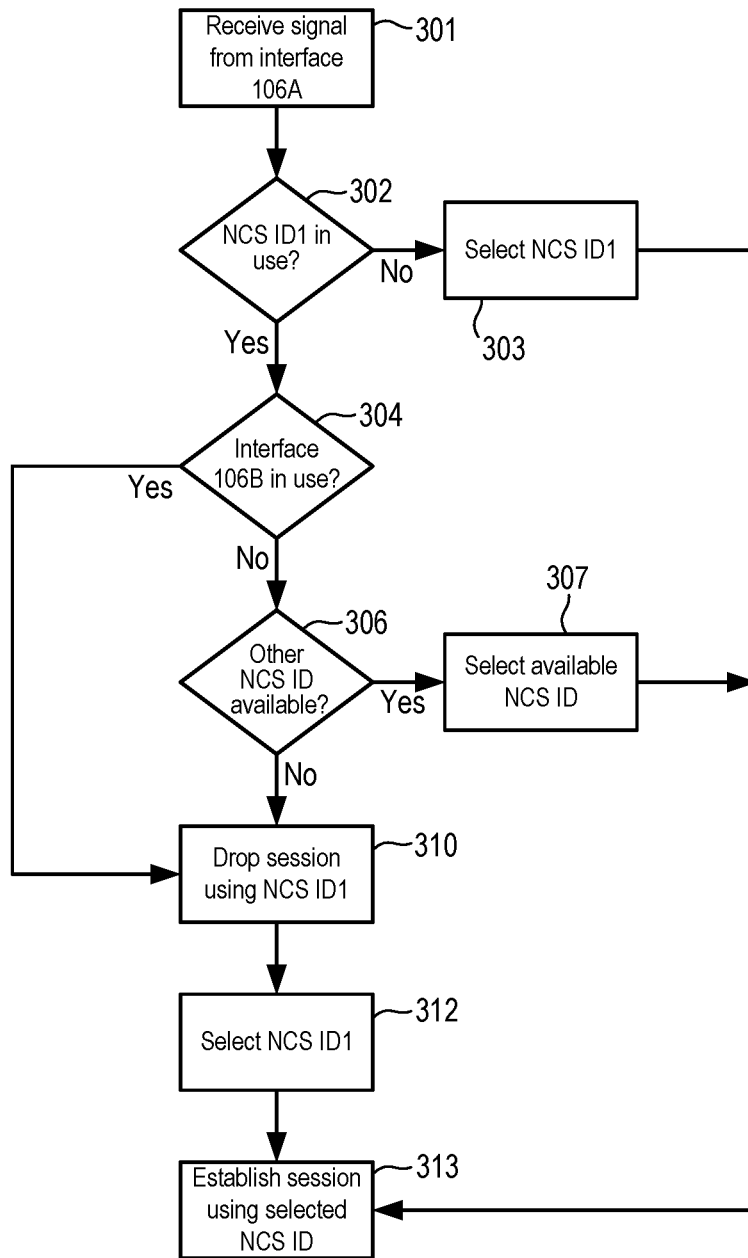 Receive signal
from interface
106A
301
302
NCS ID1 in
use?
No
Select NCS ID1
303
Yes
304
Interface
106B in use?
Yes
No
307
306
Other
NCS ID
available?
Yes
Select available
NCS ID
No
310
Drop session
using NCS ID1
312
Select NCS ID1
313
Establish session
using selected
NCS ID